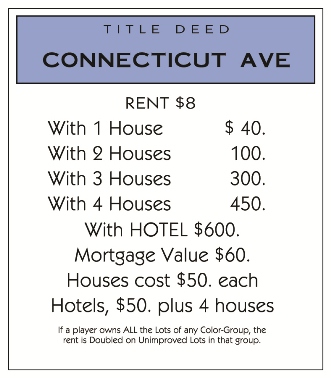 TITLE DEED
CONNECTICUT AVE
RENT $8
With 1 House $ 40.
With 2 Houses 100.
With 3 Houses 300.
With 4 Houses 450.
With HOTEL $600.
Mortgage Value $60.
Houses cost $50. each
Hotels, $50. plus 4 houses
If a player owns ALL the Lots of any Color-Group, the
rent is Doubled on Unimproved Lots in that group.